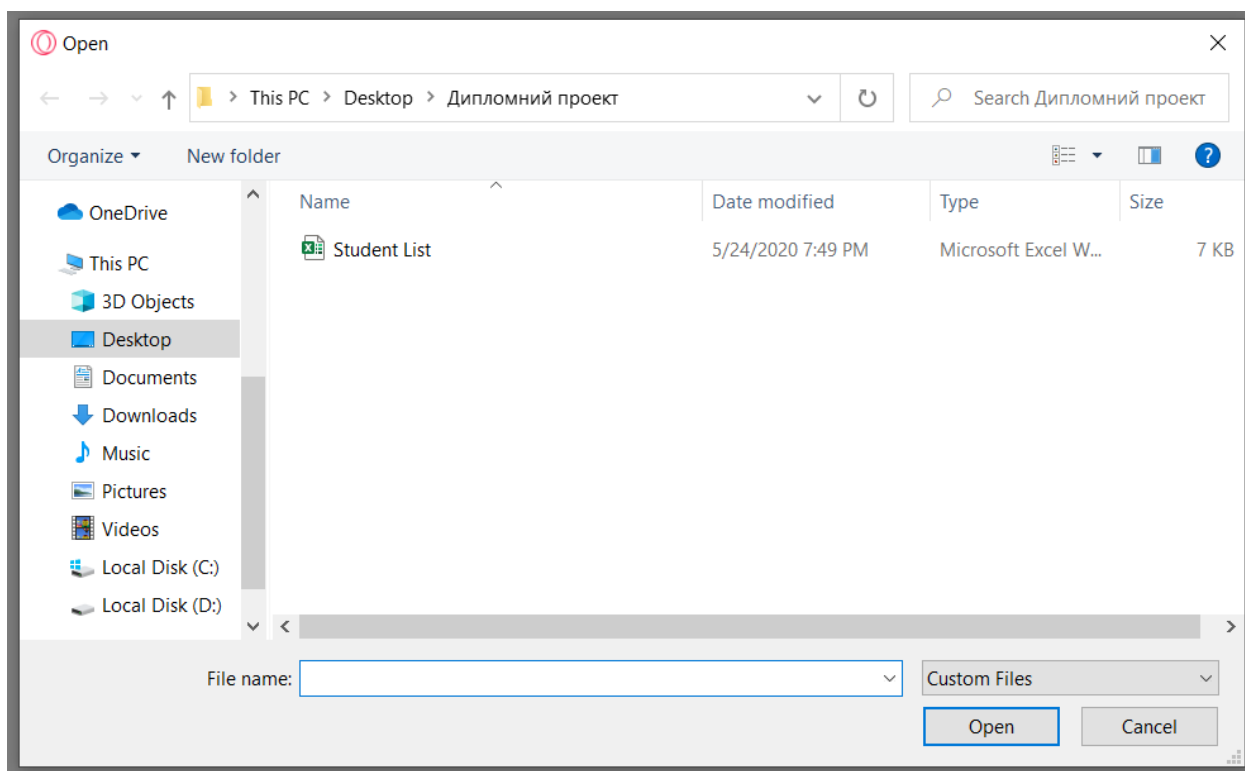 Open
This PC > Desktop > Дипломний проект
Search Дипломний проект
Organize
New folder
?
Name
Date modified
Type
Size
Student List
5/24/2020 7:49 PM
Microsoft Excel W...
7 KB
OneDrive
This PC
3D Objects
Desktop
Documents
Downloads
Music
Pictures
Videos
Local Disk (C:)
Local Disk (D:)
File name:
Custom Files
Open
Cancel